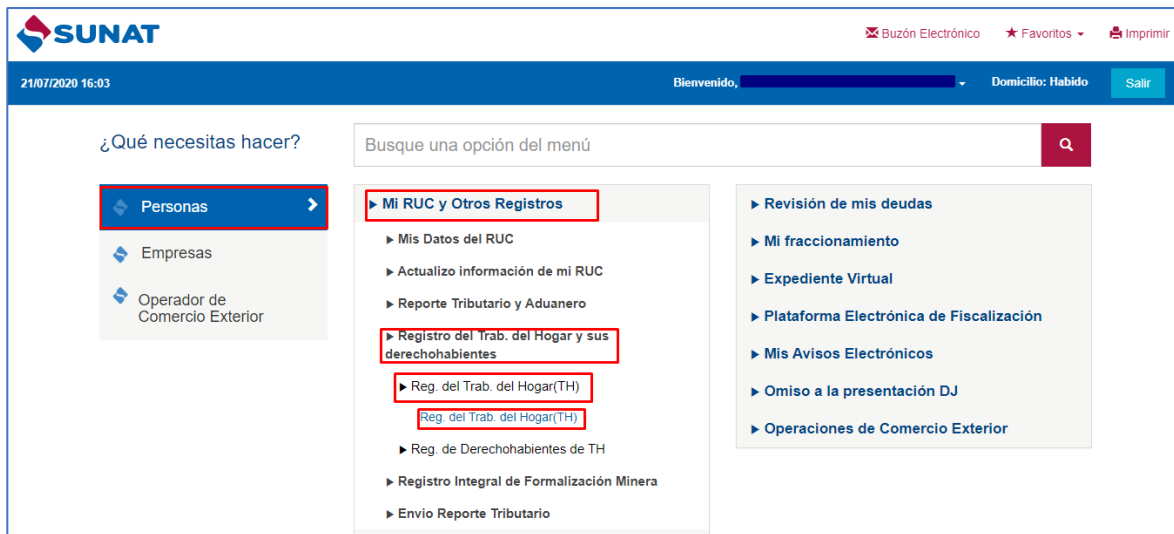 SUNAT
Buzón Electrónico
Favoritos
Imprimir
21/07/2020 16:03
Bienvenido,
Domicilio: Habido
Salir
¿Qué necesitas hacer?
Busque una opción del menú
Personas
Empresas
Operador de
Comercio Exterior
Mi RUC y Otros Registros
Mis Datos del RUC
Actualizo información de mi RUC
Reporte Tributario y Aduanero
Registro del Trab. del Hogar y sus
derechohabientes
Reg. del Trab. del Hogar(TH)
Reg. del Trab. del Hogar(TH)
Reg. de Derechohabientes de TH
Registro Integral de Formalización Minera
Envio Reporte Tributario
Revisión de mis deudas
Mi fraccionamiento
Expediente Virtual
Plataforma Electrónica de Fiscalización
Mis Avisos Electrónicos
Omiso a la presentación DJ
Operaciones de Comercio Exterior